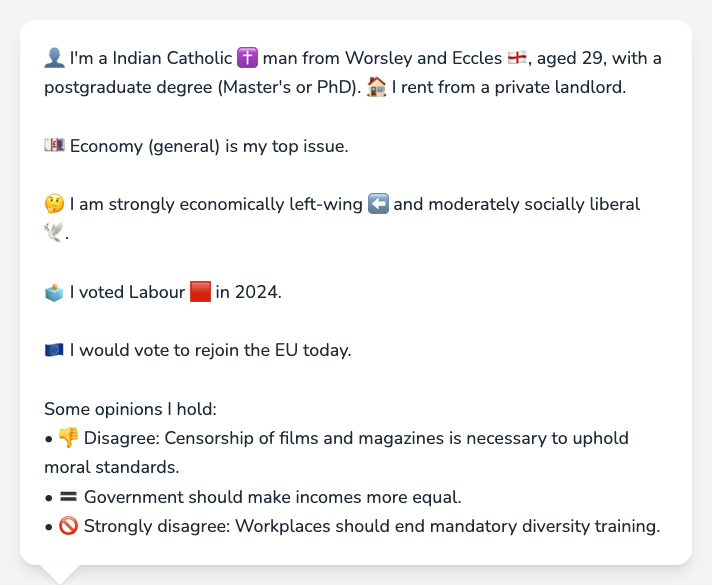 👤 I'm a Indian Catholic ✝️ man from Worsley and Eccles 🏴󠁧󠁢󠁥󠁮󠁧󠁿, aged 29, with a
postgraduate degree (Master's or PhD). 🏠 I rent from a private landlord.
💷 Economy (general) is my top issue.
🤔 I am strongly economically left-wing ⬅️ and moderately socially liberal
🕊️.
🗳️ I voted Labour 🟥 in 2024.
🇪🇺 I would vote to rejoin the EU today.
Some opinions I hold:
• 👎 Disagree: Censorship of films and magazines is necessary to uphold
moral standards.
• 🟰 Government should make incomes more equal.
• 🚫 Strongly disagree: Workplaces should end mandatory diversity training.